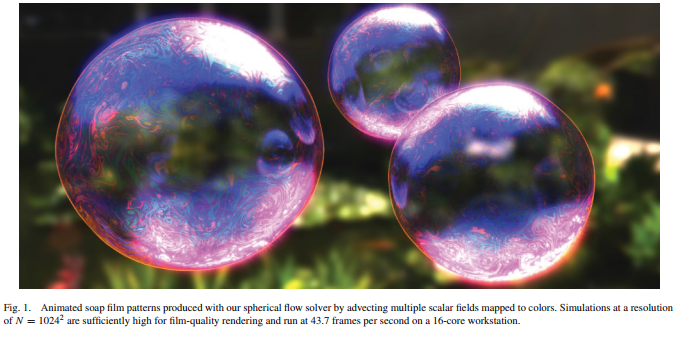 Fig. 1. Animated soap film patterns produced with our spherical flow solver by advecting multiple scalar fields mapped to colors. Simulations at a resolution
of N = 1024² are sufficiently high for film-quality rendering and run at 43.7 frames per second on a 16-core workstation.